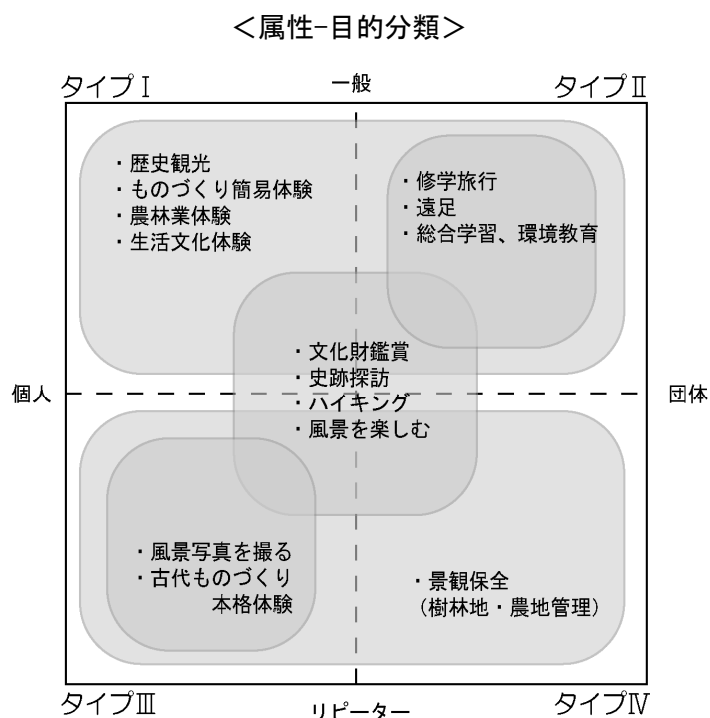 ＜属性-目的分類＞
タイプⅠ
一般
タイプⅡ
・歴史観光
・ものづくり簡易体験
・農林業体験
・生活文化体験
・修学旅行
・遠足
・総合学習、環境教育
・文化財鑑賞
・史跡探訪
・ハイキング
・風景を楽しむ
個人
団体
・風景写真を撮る
・古代ものづくり
本格体験
・景観保全
（樹林地・農地管理）
タイプⅢ
リピーター
タイプⅣ